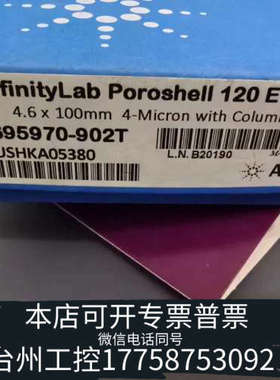 finityLab Poroshell 120 E
4.6 x 100mm 4-Micron with Colum
695970-902T
USHKA05380
L.N. B20190
A
本店可开专票普票
微信电话同号
台州工控17758753092